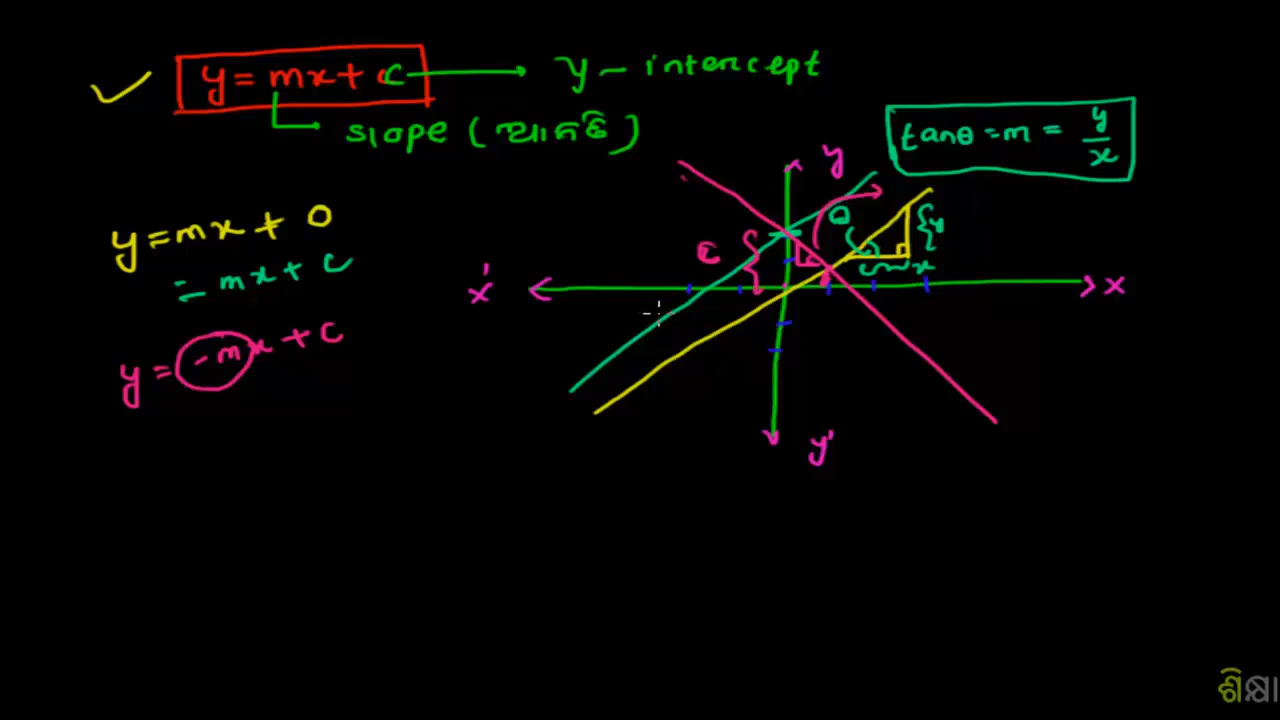 y = mx + c → y - intercept
slope (ଆନତି)
tanθ = m = y/x
y = mx + 0
= mx + c
y = -mx + c
y
θ
y
c
x
x'
x
y'
ଶିକ୍ଷା